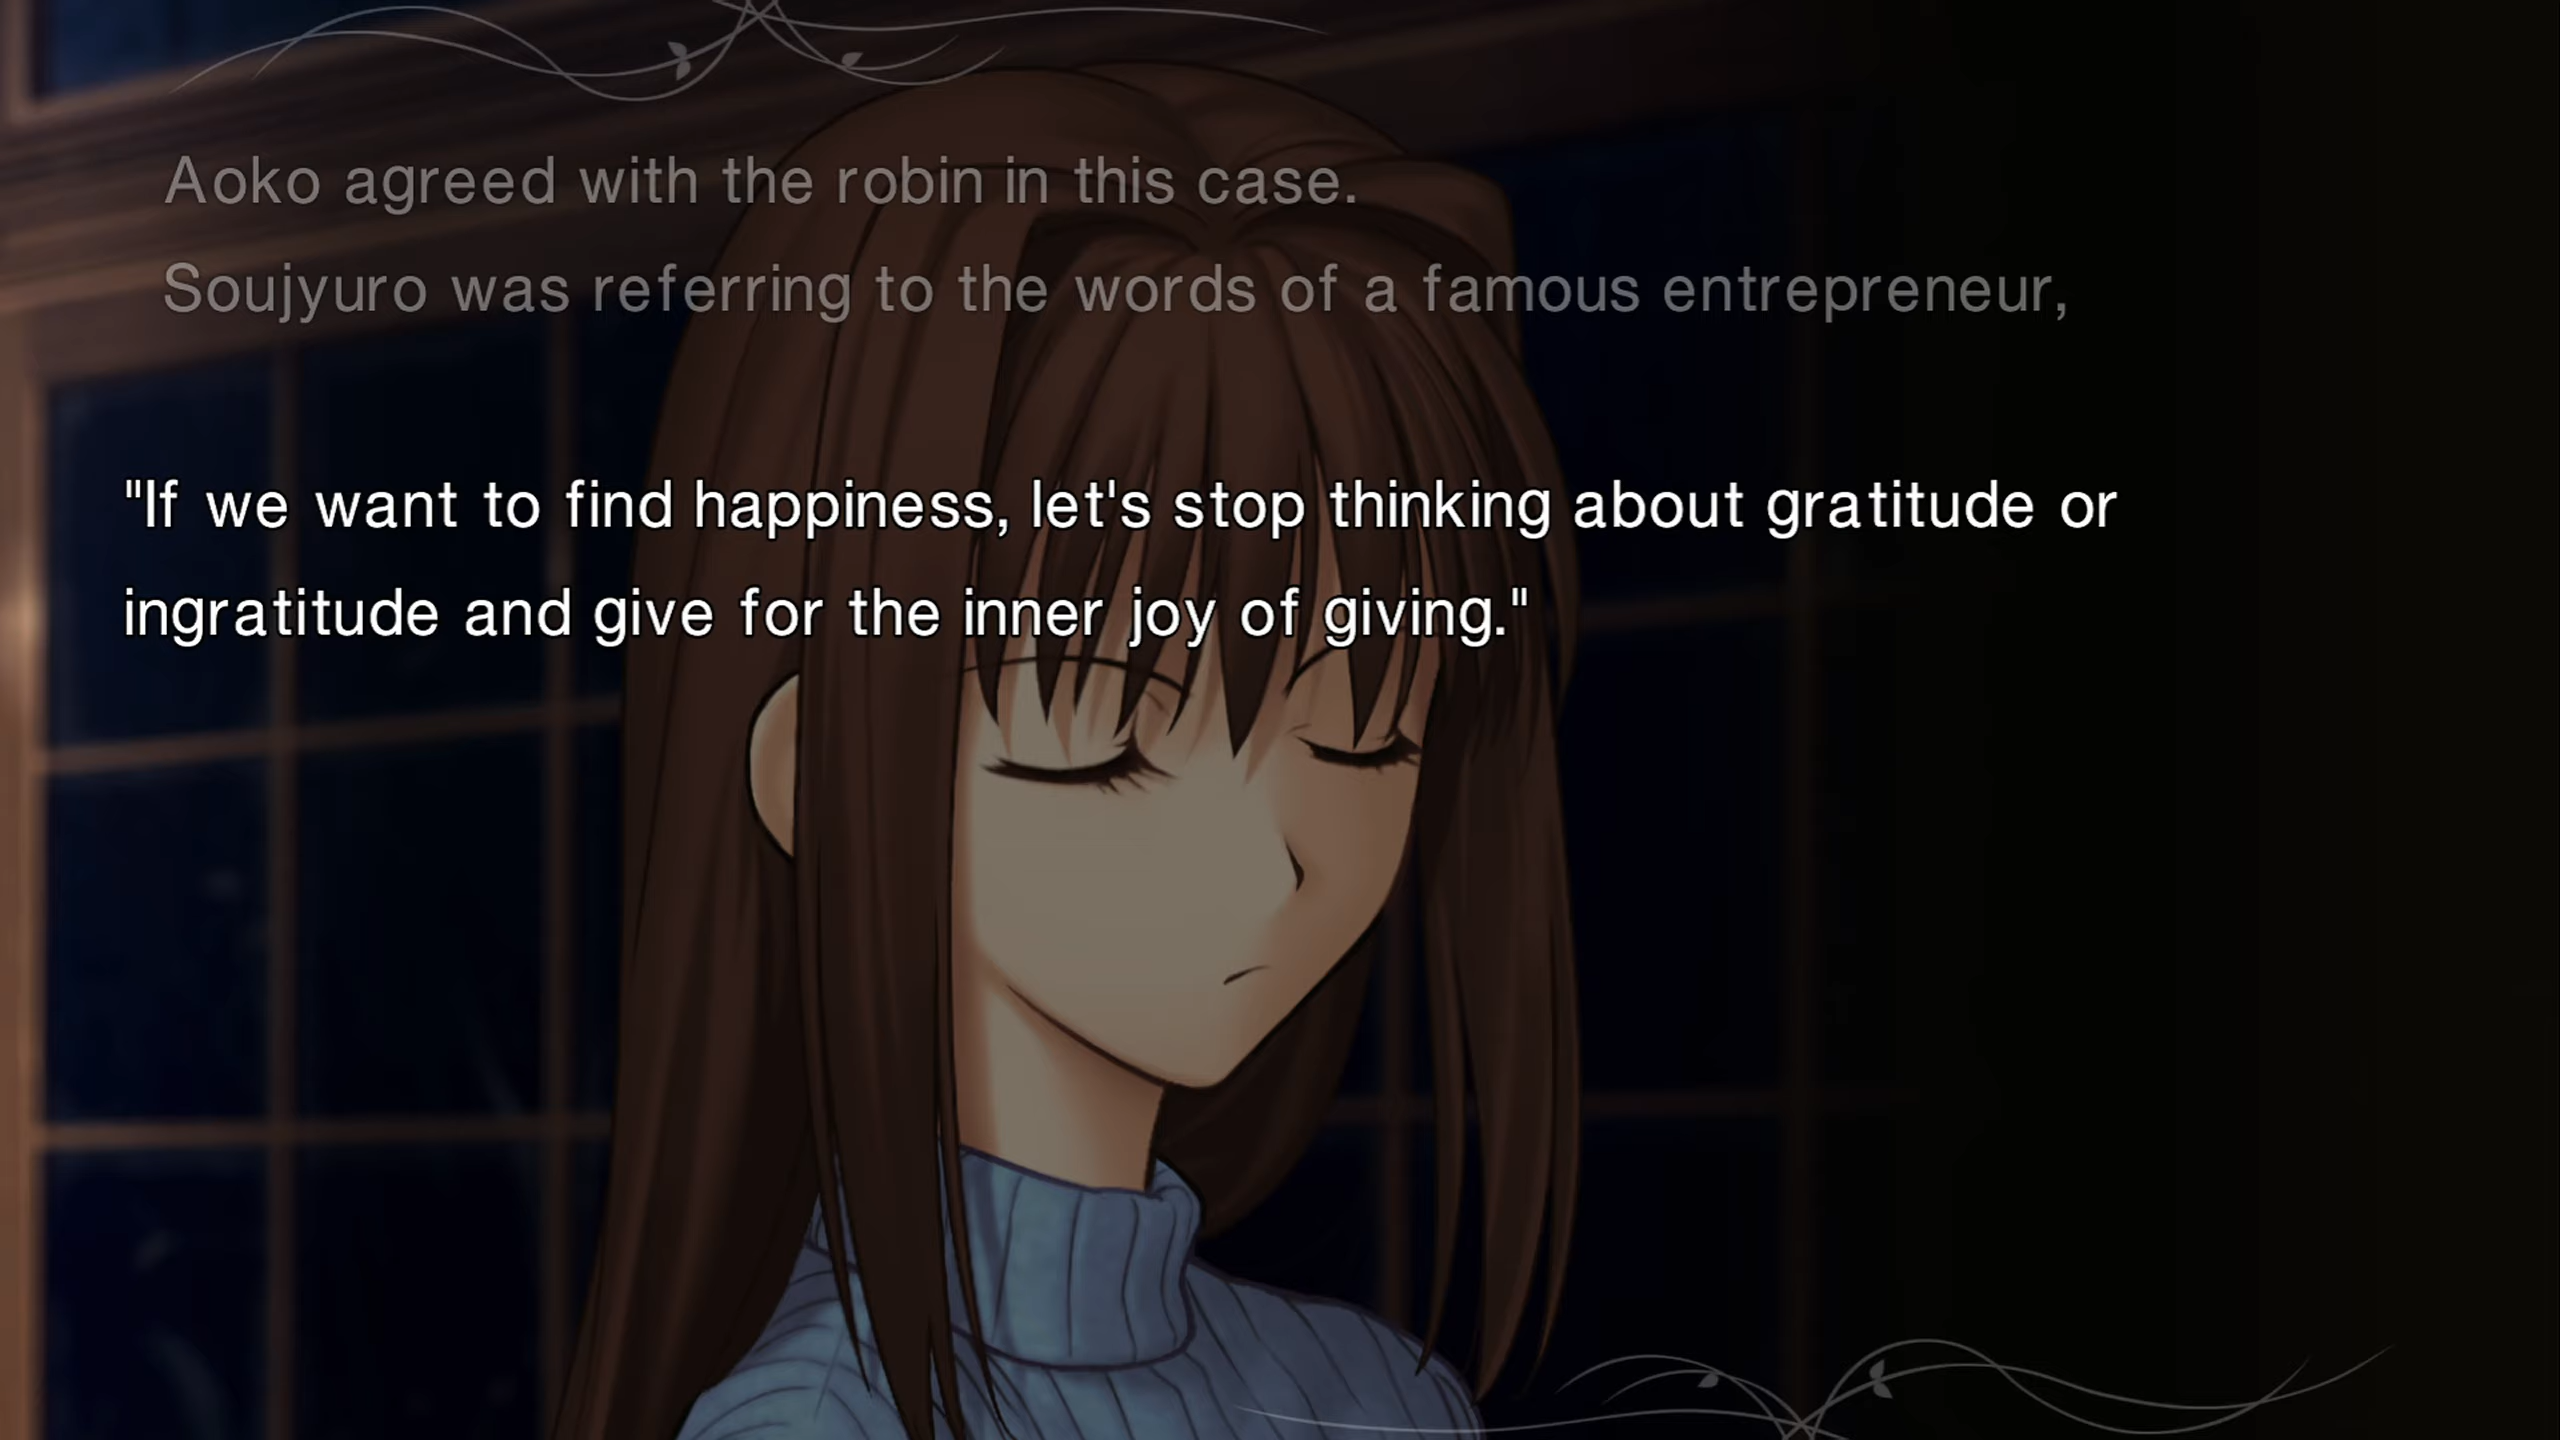 Aoko agreed with the robin in this case.
Soujyuro was referring to the words of a famous entrepreneur,
"If we want to find happiness, let's stop thinking about gratitude or
ingratitude and give for the inner joy of giving."